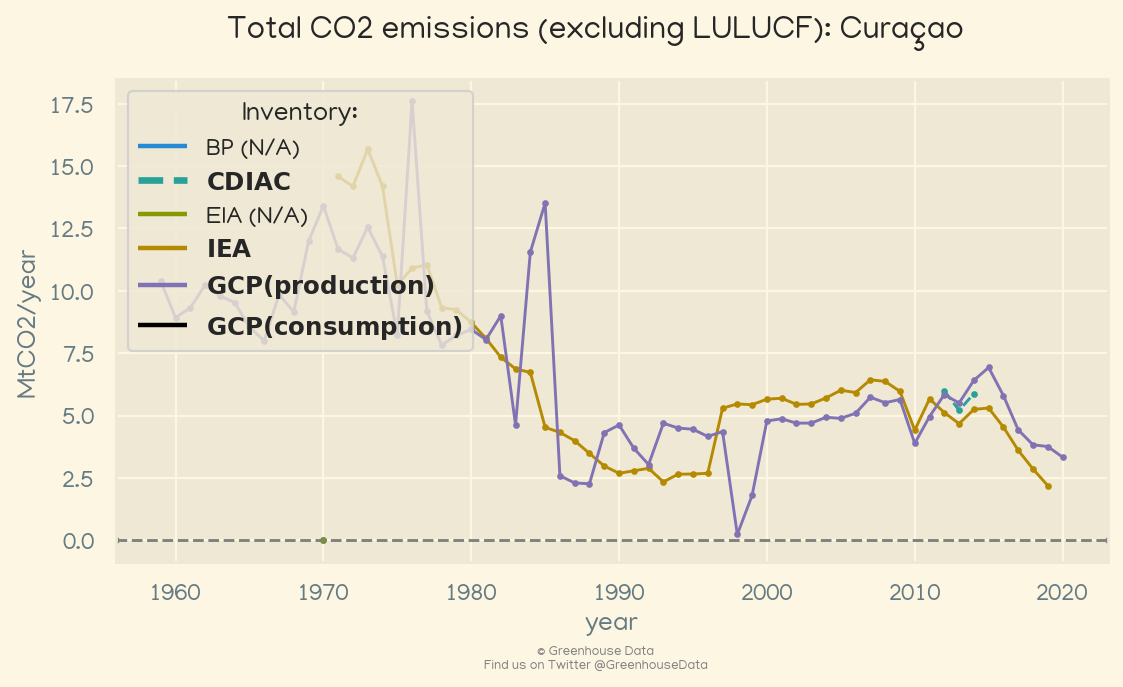 Total CO2 emissions (excluding LULUCF): Curaçao
MtCO2/year
17.5
15.0
12.5
10.0
7.5
5.0
2.5
0.0
Inventory:
BP (N/A)
CDIAC
EIA (N/A)
IEA
GCP(production)
GCP(consumption)
1960 1970 1980 1990 2000 2010 2020
year
© Greenhouse Data
Find us on Twitter @GreenhouseData